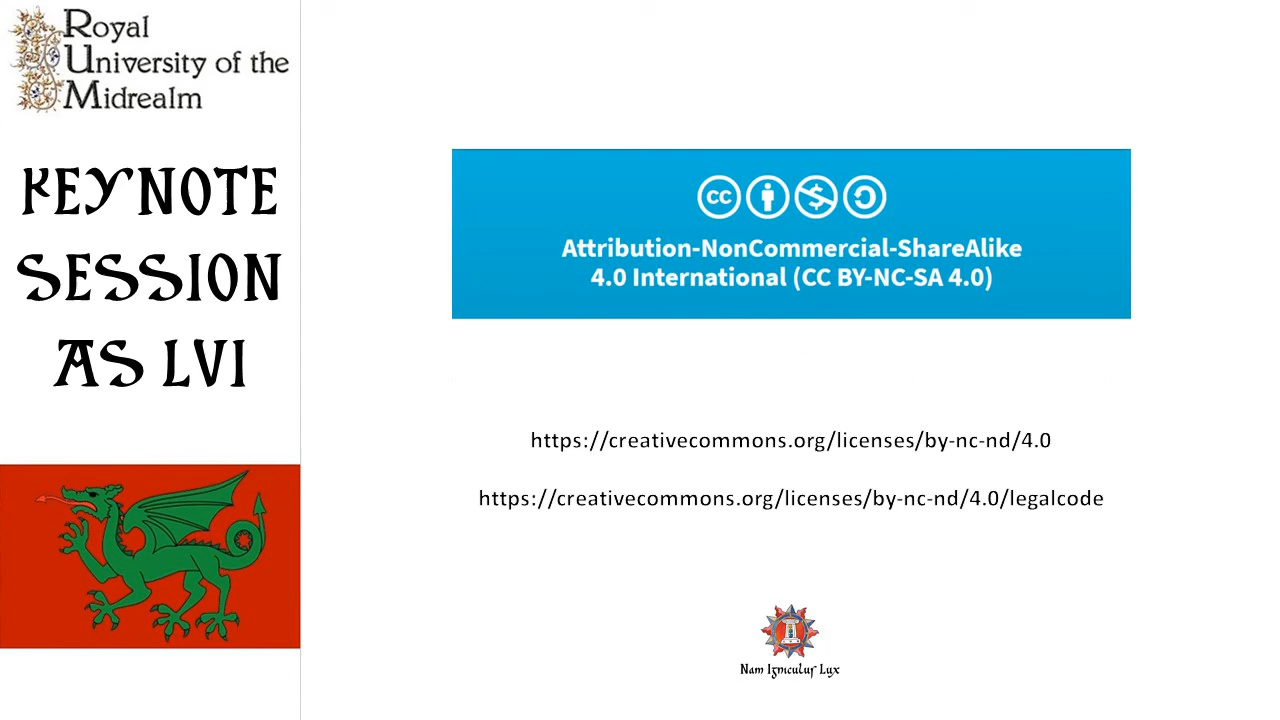 Royal
University of the
Midrealm
KEYNOTE
SESSION
AS LVI
cc
Attribution-NonCommercial-ShareAlike
4.0 International (CC BY-NC-SA 4.0)
https://creativecommons.org/licenses/by-nc-nd/4.0
https://creativecommons.org/licenses/by-nc-nd/4.0/legalcode
Nam Igniculus Lux